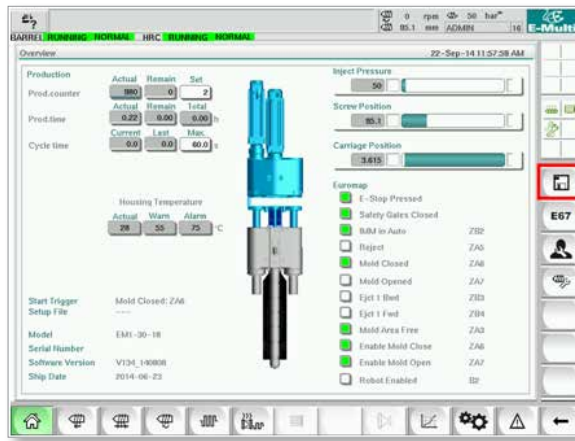 0 rpm 50 bar
85.1 mm ADMIN 16 E-Multi
BARREL RUNNING NORMAL HRC RUNNING NORMAL
Overview 22-Sep-14 11:57:58 AM
Production
Actual Remain Set
Prod.counter 980 0 2
Actual Remain Total
Prod.time 0.22 0.00 0.00 h
Current Last Max.
Cycle time 0.0 0.0 60.0 s
Housing Temperature
Actual Warn Alarm
28 55 75 °C
Start Trigger Mold Closed: ZA6
Setup File ---
Model EM1-30-18
Serial Number
Software Version V134_140808
Ship Date 2014-06-23
Inject Pressure
50
Screw Position
85.1
Carriage Position
3.615
Euromap
E-Stop Pressed
Safety Gates Closed
IMM in Auto ZB2
Reject ZA5
Mold Closed ZA6
Mold Opened ZA7
Ejct 1 Bwd ZB3
Ejct 1 Fwd ZB4
Mold Area Free ZA3
Enable Mold Close ZA6
Enable Mold Open ZA7
Robot Enabled B2
E67